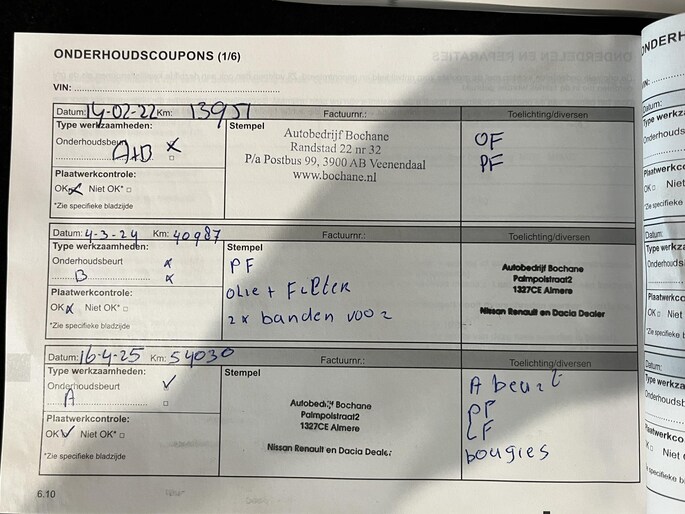 ONDERHOUDSCOUPONS (1/6)
VIN:
Datum: 14-02-22 Km: 13951 Factuurnr.: Toelichting/diversen
Type werkzaamheden: Stempel
Onderhoudsbeurt
A+B
Autobedrijf Bochane
Randstad 22 nr 32
P/a Postbus 99, 3900 AB Veenendaal
www.bochane.nl
OF
PF
Plaatwerkcontrole:
OK Niet OK*
*Zie specifieke bladzijde
Datum: 4-3-24 Km: 40987 Factuurnr.: Toelichting/diversen
Type werkzaamheden: Stempel
Onderhoudsbeurt
B
PF
olie + Filter
2x banden voor
Autobedrijf Bochane
Palmpolstraat2
1327CE Almere
Nissan Renault en Dacia Dealer
Plaatwerkcontrole:
OK Niet OK*
*Zie specifieke bladzijde
Datum: 16-4-25 Km: 54030 Factuurnr.: Toelichting/diversen
Type werkzaamheden: Stempel
Onderhoudsbeurt
A
Autobedrijf Bochane
Palmpolstraat2
1327CE Almere
Nissan Renault en Dacia Dealer
A beurt
PF
LF
bougies
Plaatwerkcontrole:
OK Niet OK*
*Zie specifieke bladzijde
6.10